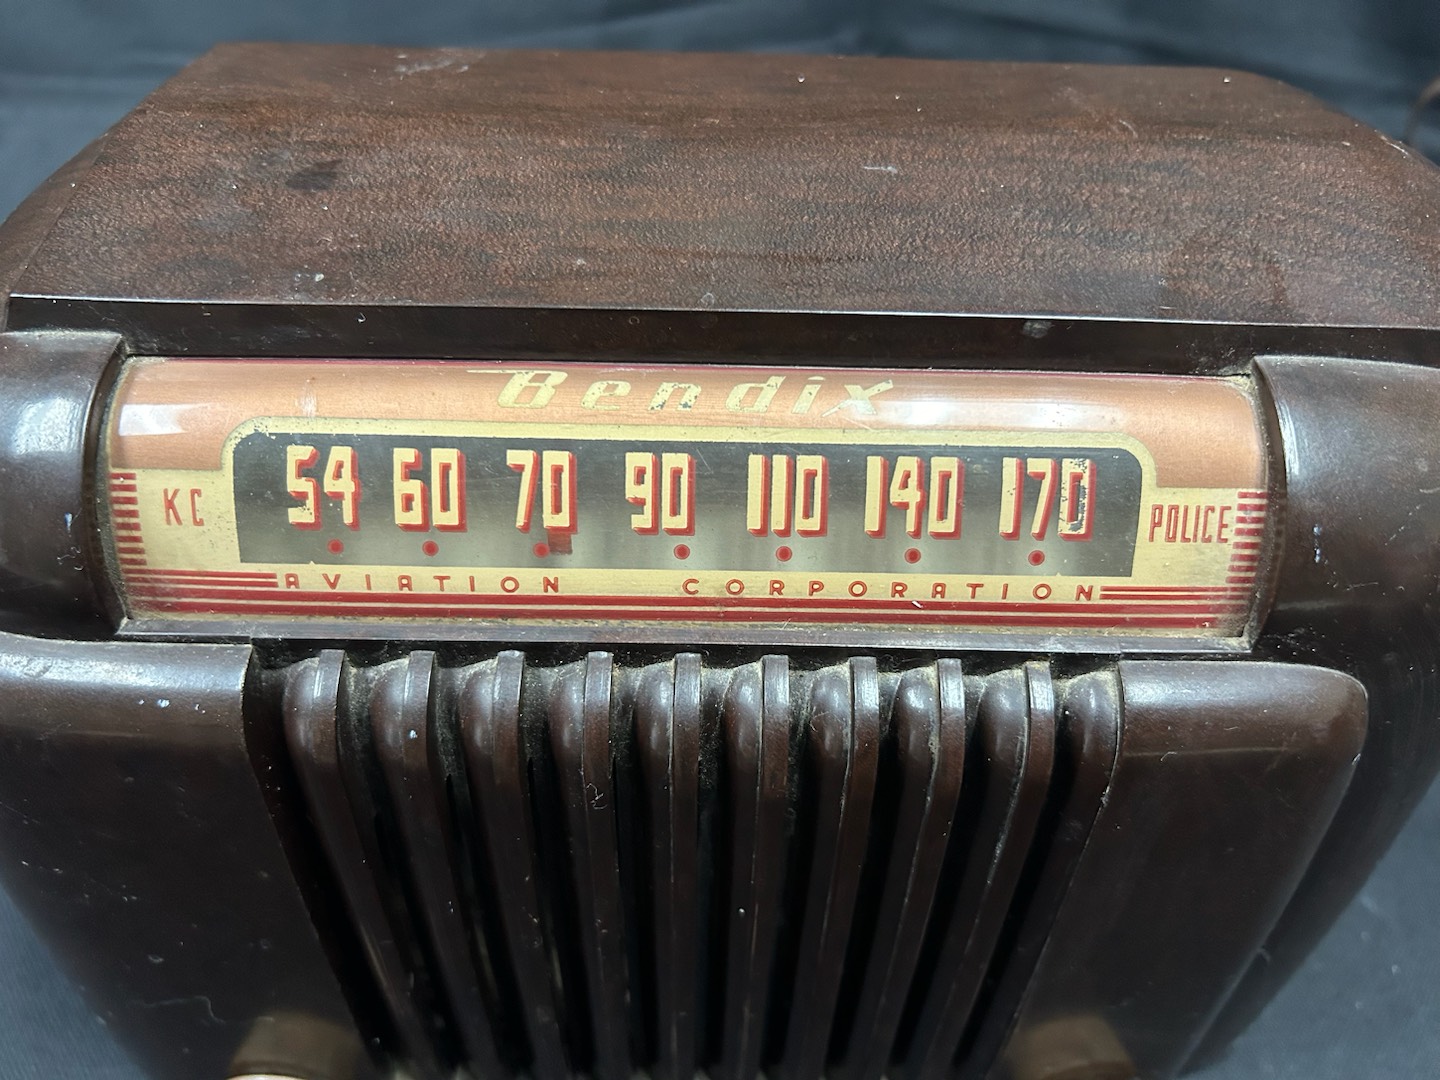 Bendix
54 60 70 90 110 140 170
KC POLICE
AVIATION CORPORATION